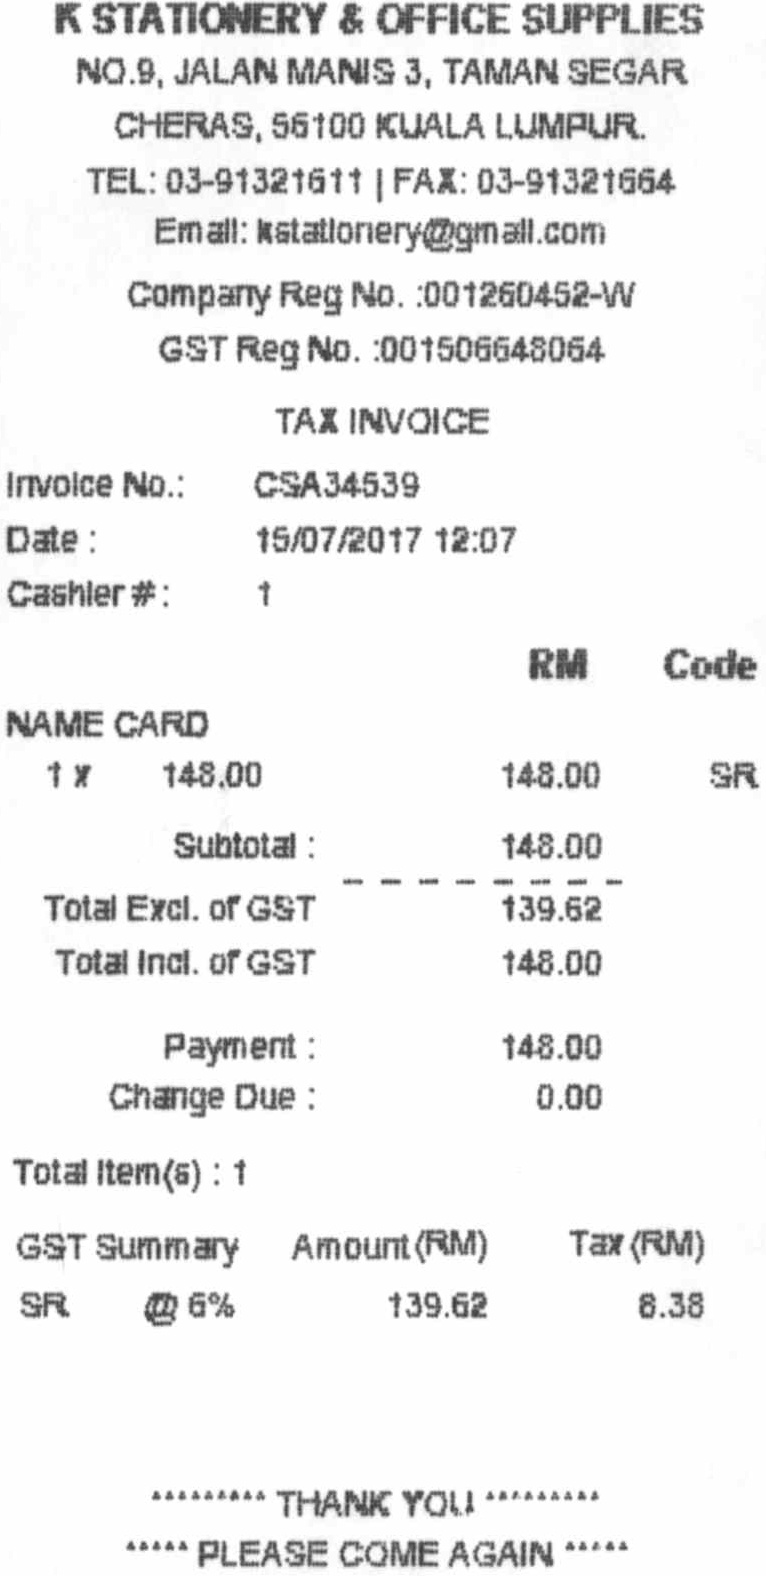 K STATIONERY & OFFICE SUPPLIES
NO.9, JALAN MANIS 3, TAMAN SEGAR
CHERAS, 56100 KUALA LUMPUR.
TEL: 03-91321611 | FAX: 03-91321664
Email: kstationery@gmail.com
Company Reg No. :001260452-W
GST Reg No. :001506648064
TAX INVOICE
Invoice No.: CSA34539
Date : 15/07/2017 12:07
Cashier # : 1
RM Code
NAME CARD
1 x 148.00 148.00 SR
Subtotal : 148.00
Total Excl. of GST 139.62
Total Incl. of GST 148.00
Payment : 148.00
Change Due : 0.00
Total Item(s) : 1
GST Summary Amount(RM) Tax (RM)
SR @ 6% 139.62 8.38
********* THANK YOU *********
***** PLEASE COME AGAIN *****